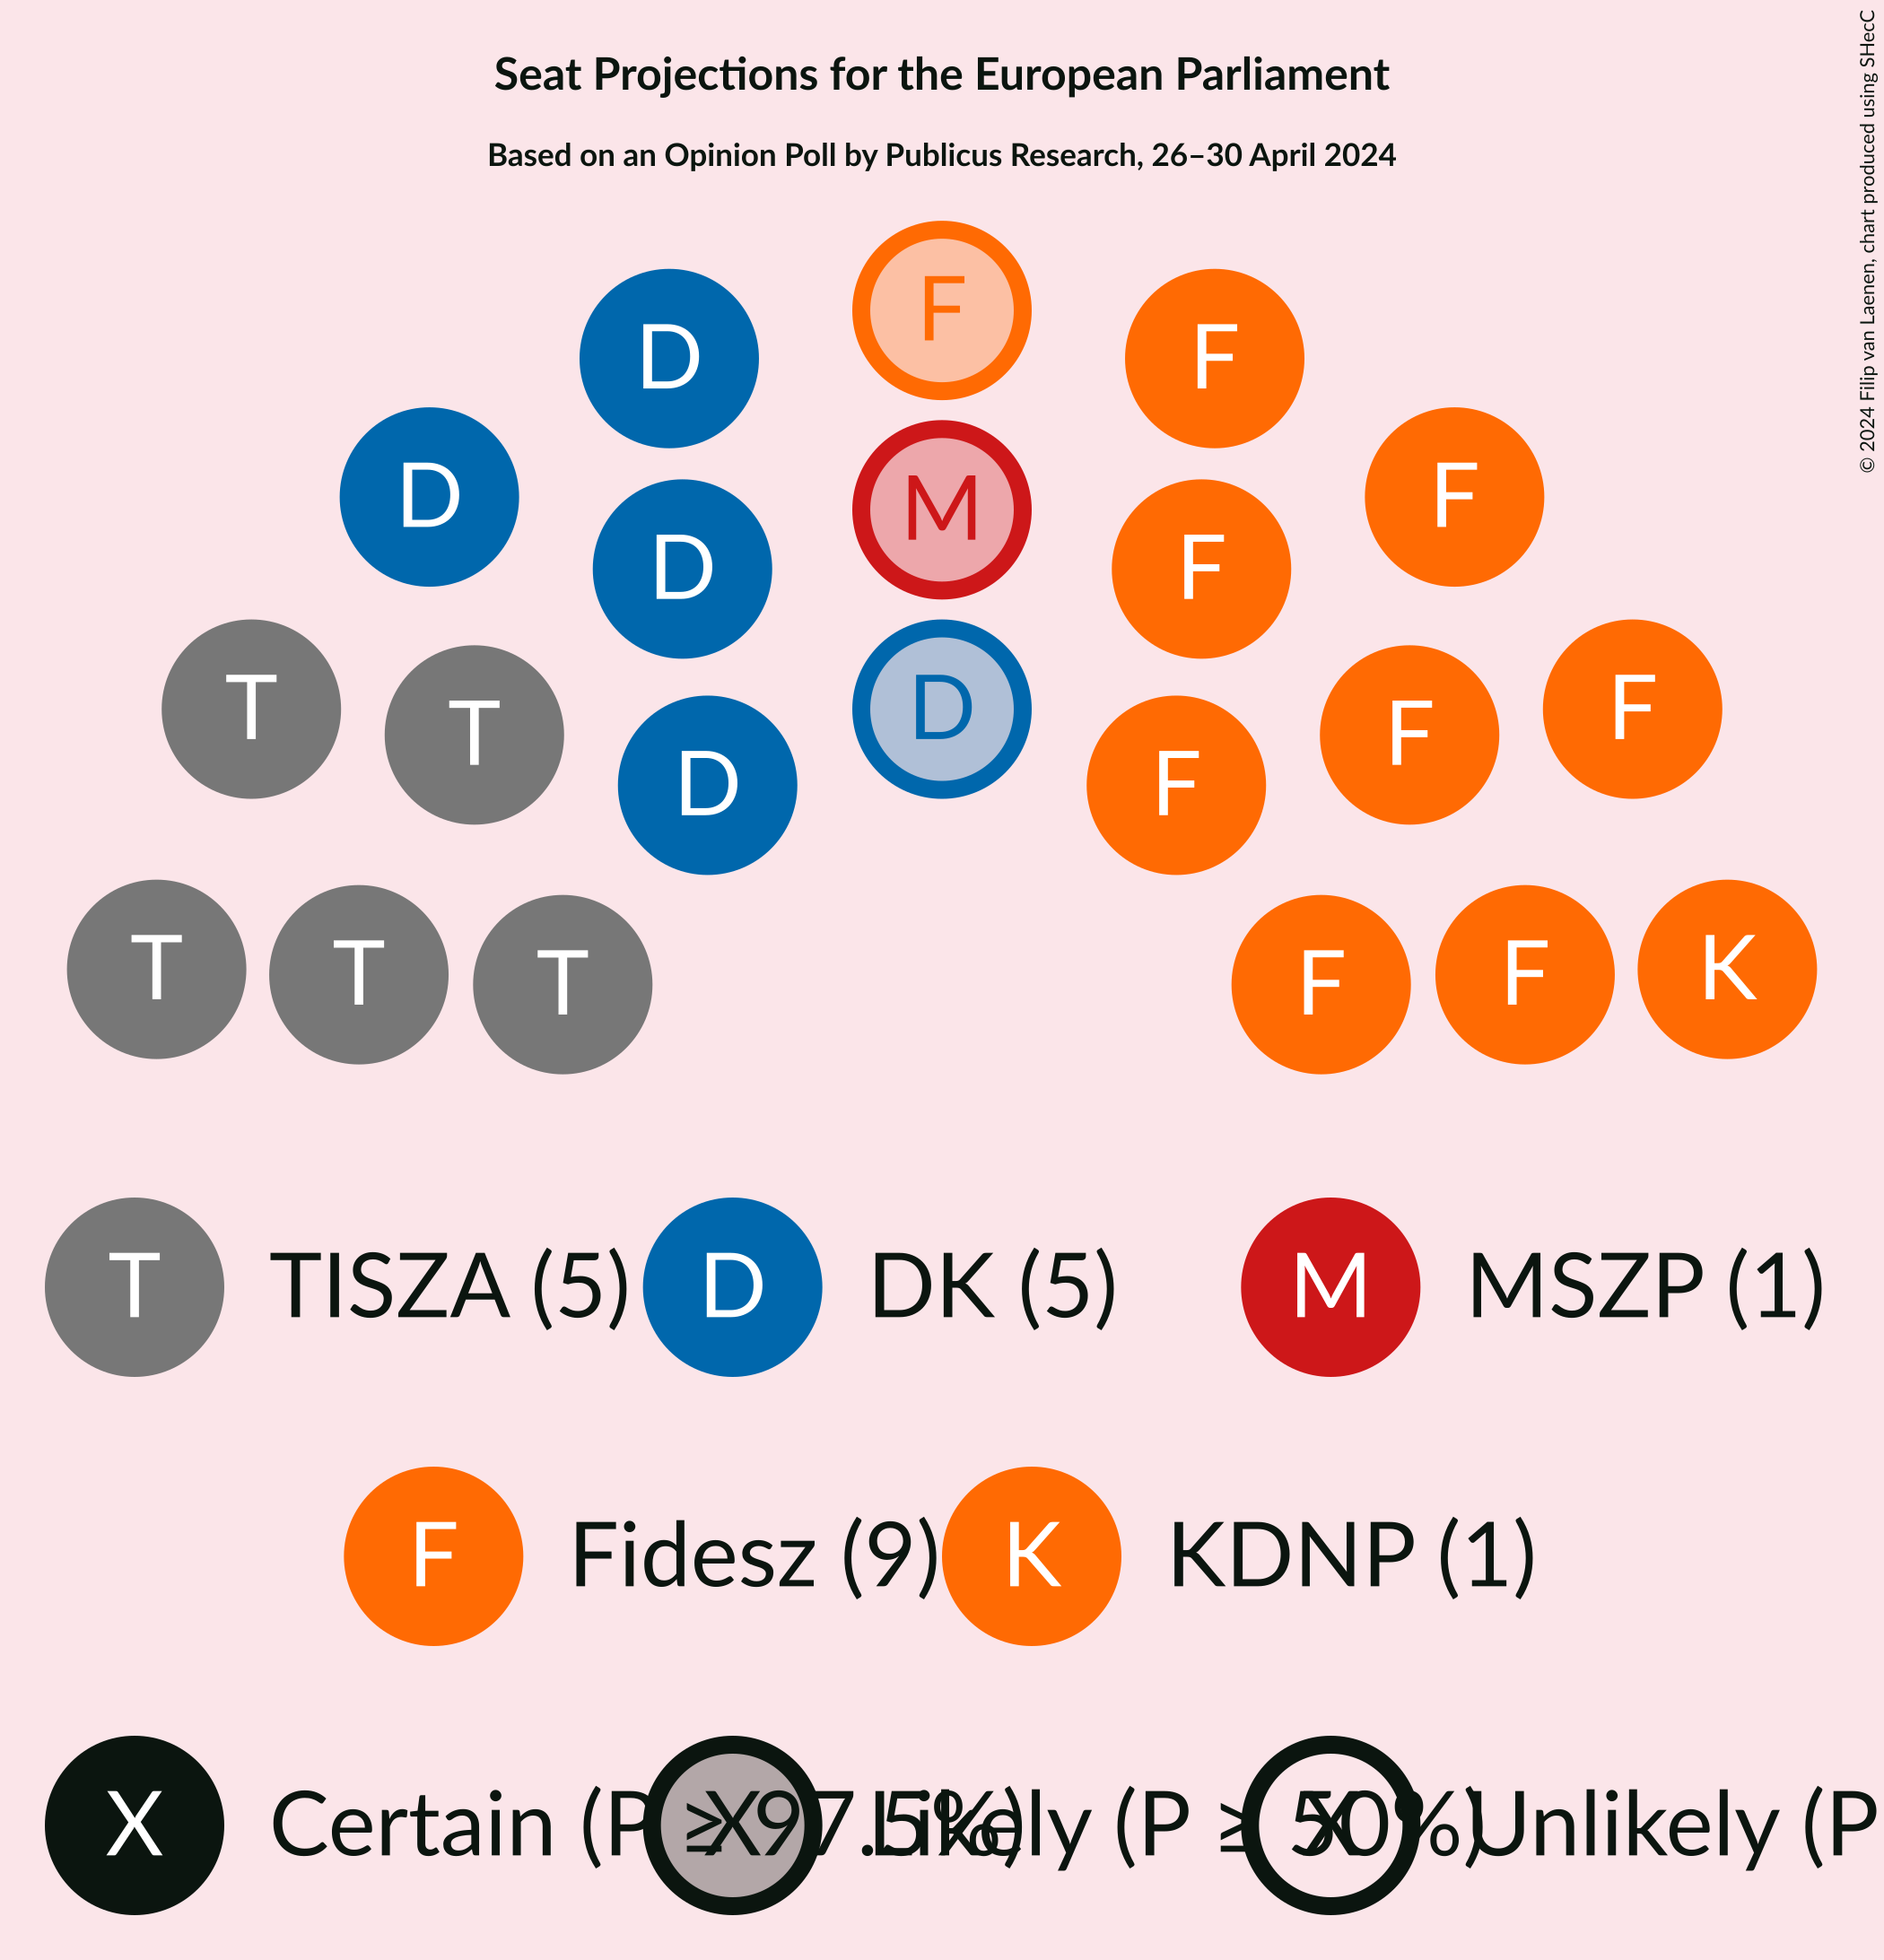 Seat Projections for the European Parliament
Based on an Opinion Poll by Publicus Research, 26–30 April 2024
© 2024 Filip van Laenen, chart produced using SHecC
F
D F
M
D F
D F
T D F
T F
D F
T K
T F
T F
T TISZA (5) D DK (5) M MSZP (1)
F Fidesz (9) K KDNP (1)
X Certain (P ≥ 97.5%) X Likely (P ≥ 50%) X Unlikely (P